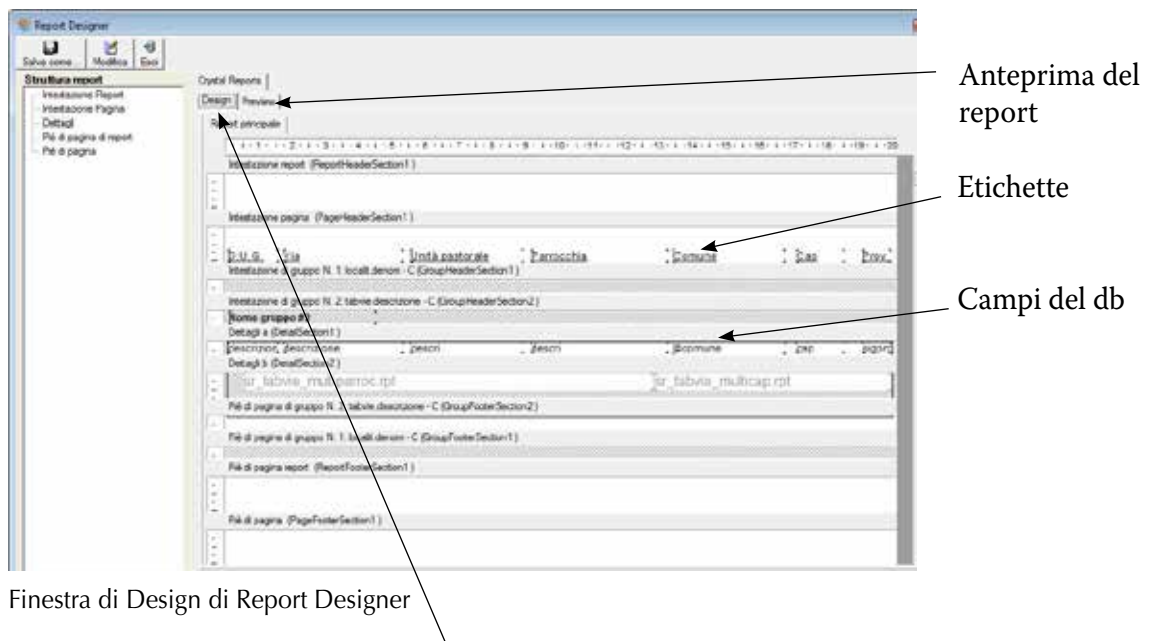 Report Designer
Salva come... Modifica Esci
Struttura report
Intestazione Report
Intestazione Pagina
Dettagli
Piè di pagina di report
Piè di pagina
Crystal Reports
Design Preview
Report principale
Intestazione report (ReportHeaderSection1)
Intestazione pagina (PageHeaderSection1)
D.U.G. Via Unità pastorale Parrocchia Comune Cap Prov.
Intestazione di gruppo N. 1: localit.denom - C (GroupHeaderSection1)
Intestazione di gruppo N. 2: tabvie.descrizione - C (GroupHeaderSection2)
Nome gruppo #2
Dettagli a (DetailSection1)
descrizion descrizione descri descri dcomune cap siglaprd
Dettagli b (DetailSection2)
sr_tabvie_multiparroc.rpt sr_tabvie_multicap.rpt
Piè di pagina di gruppo N. 2: tabvie.descrizione - C (GroupFooterSection2)
Piè di pagina di gruppo N. 1: localit.denom - C (GroupFooterSection1)
Piè di pagina report (ReportFooterSection1)
Piè di pagina (PageFooterSection1)
Anteprima del
report
Etichette
Campi del db
Finestra di Design di Report Designer